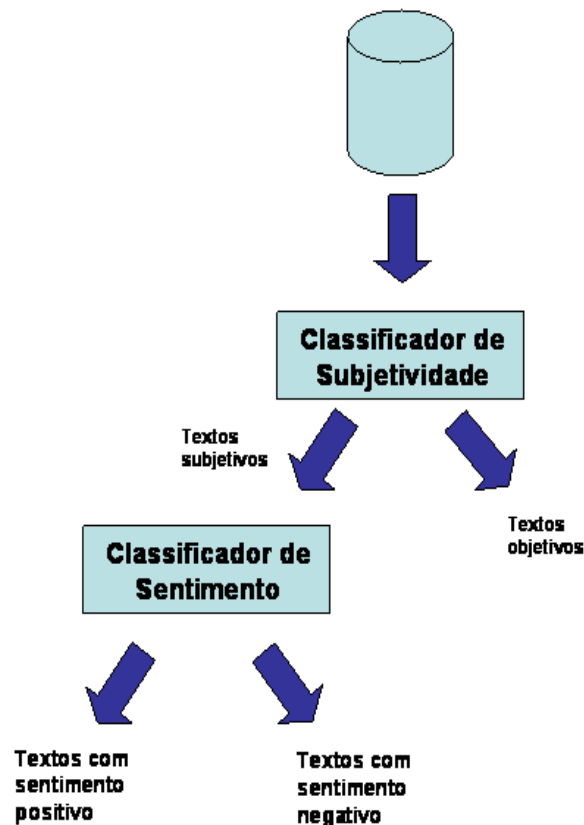 Classificador de
Subjetividade
Textos
subjetivos
Textos
objetivos
Classificador de
Sentimento
Textos com
sentimento
positivo
Textos com
sentimento
negativo